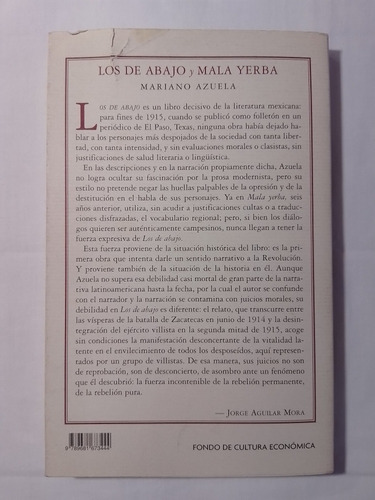 LOS DE ABAJO y MALA YERBA
MARIANO AZUELA
LOS DE ABAJO es un libro decisivo de la literatura mexicana:
para fines de 1915, cuando se publicó como folletón en un
periódico de El Paso, Texas, ninguna obra había dejado ha-
blar a los personajes más despojados de la sociedad con tanta liber-
tad, con tanta intensidad, y sin evaluaciones morales o clasistas, sin
justificaciones de salud literaria o lingüística.
En las descripciones y en la narración propiamente dicha, Azuela
no logra ocultar su fascinación por la prosa modernista, pero su
estilo no pretende negar las huellas palpables de la opresión y de la
destitución en el habla de sus personajes. Ya en Mala yerba, seis
años anterior, utiliza, sin acudir a justificaciones cultas o a traduc-
ciones disfrazadas, el vocabulario regional; pero, si bien los diálo-
gos quieren ser auténticamente campesinos, nunca llegan a tener la
fuerza expresiva de Los de abajo.
Esta fuerza proviene de la situación histórica del libro: es la pri-
mera obra que intenta darle un sentido narrativo a la Revolución.
Y proviene también de la situación de la historia en él. Aunque
Azuela no supera esa debilidad casi mortal de gran parte de la narra-
tiva latinoamericana hasta la fecha, por la cual el autor se confunde
con el narrador y la narración se contamina con juicios morales, su
debilidad en Los de abajo es diferente: el relato, que transcurre entre
las vísperas de la batalla de Zacatecas en junio de 1914 y la desin-
tegración del ejército villista en la segunda mitad de 1915, acoge
sin condiciones la manifestación desconcertante de la vitalidad la-
tente en el envilecimiento de todos los desposeídos, aquí represen-
tados por un grupo de villistas. De esa manera, sus juicios no son
de reprobación, son de desconcierto, de asombro ante un fenómeno
que él descubrió: la fuerza incontenible de la rebelión permanente,
de la rebelión pura.
— JORGE AGUILAR MORA
9 789681 673444
FONDO DE CULTURA ECONÓMICA